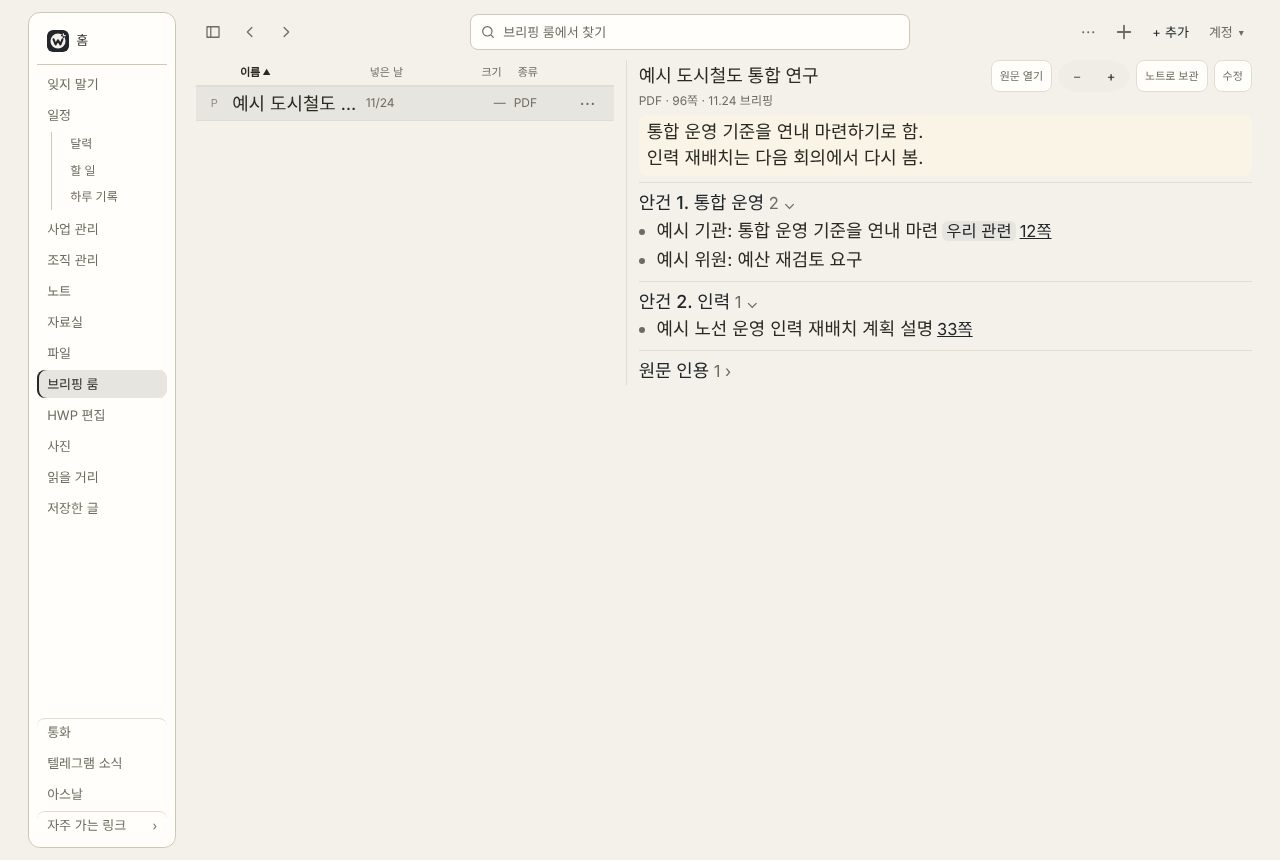 홈
잊지 말기
일정
달력
할 일
하루 기록
사업 관리
조직 관리
노트
자료실
파일
브리핑 룸
HWP 편집
사진
읽을 거리
저장한 글
통화
텔레그램 소식
아스날
자주 가는 링크 ›
브리핑 룸에서 찾기
··· + + 추가 계정 ▾
이름 ▲ 넣은 날 크기 종류
P 예시 도시철도 … 11/24 — PDF ···
예시 도시철도 통합 연구 원문 열기 − + 노트로 보관 수정
PDF · 96쪽 · 11.24 브리핑
통합 운영 기준을 연내 마련하기로 함.
인력 재배치는 다음 회의에서 다시 봄.
안건 1. 통합 운영 2
• 예시 기관: 통합 운영 기준을 연내 마련 우리 관련 12쪽
• 예시 위원: 예산 재검토 요구
안건 2. 인력 1
• 예시 노선 운영 인력 재배치 계획 설명 33쪽
원문 인용 1 ›